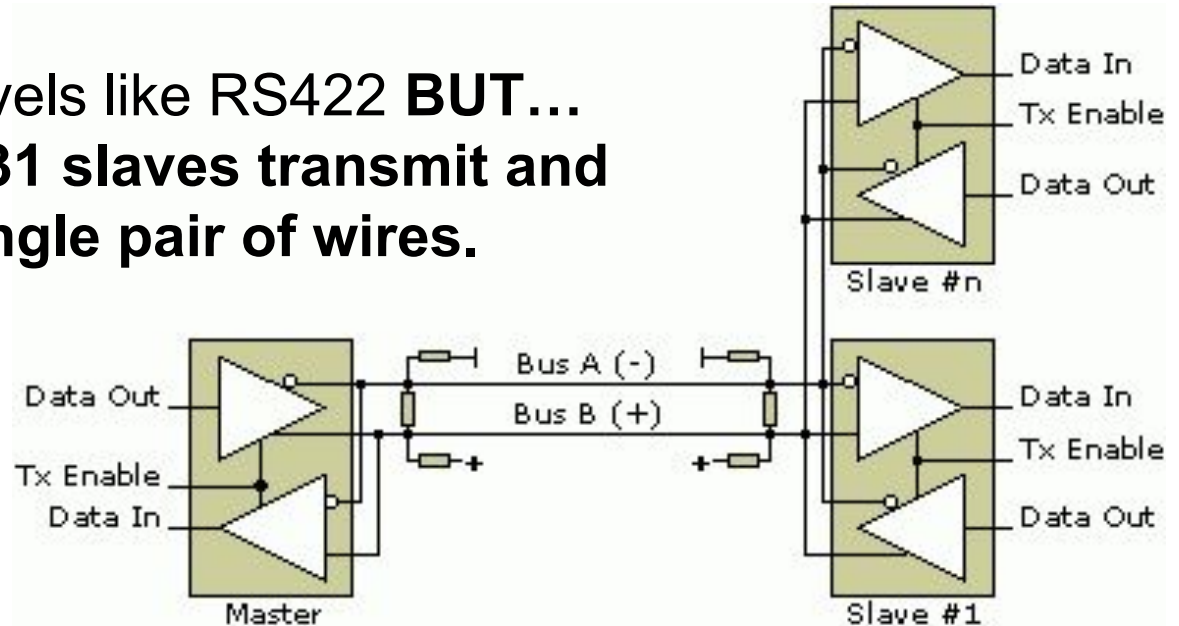 vels like RS422 BUT...
31 slaves transmit and
ngle pair of wires.
Data In
Tx Enable
Data Out
Slave #n
Bus A (-)
Bus B (+)
Data Out
Tx Enable
Data In
Master
Data In
Tx Enable
Data Out
Slave #1